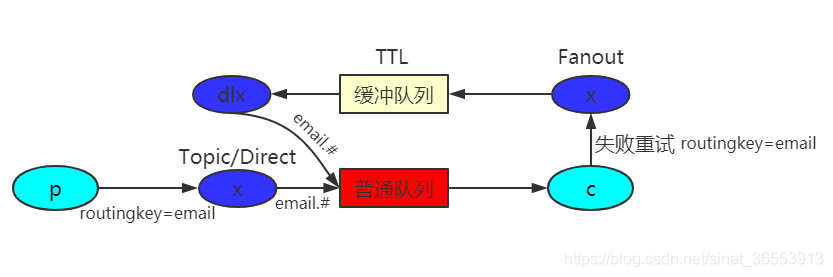 TTL
Fanout
dlx
缓冲队列
x
email.#
失败重试 routingkey=email
Topic/Direct
p
x
普通队列
c
routingkey=email
email.#
https://blog.csdn.net/sinat_36553913